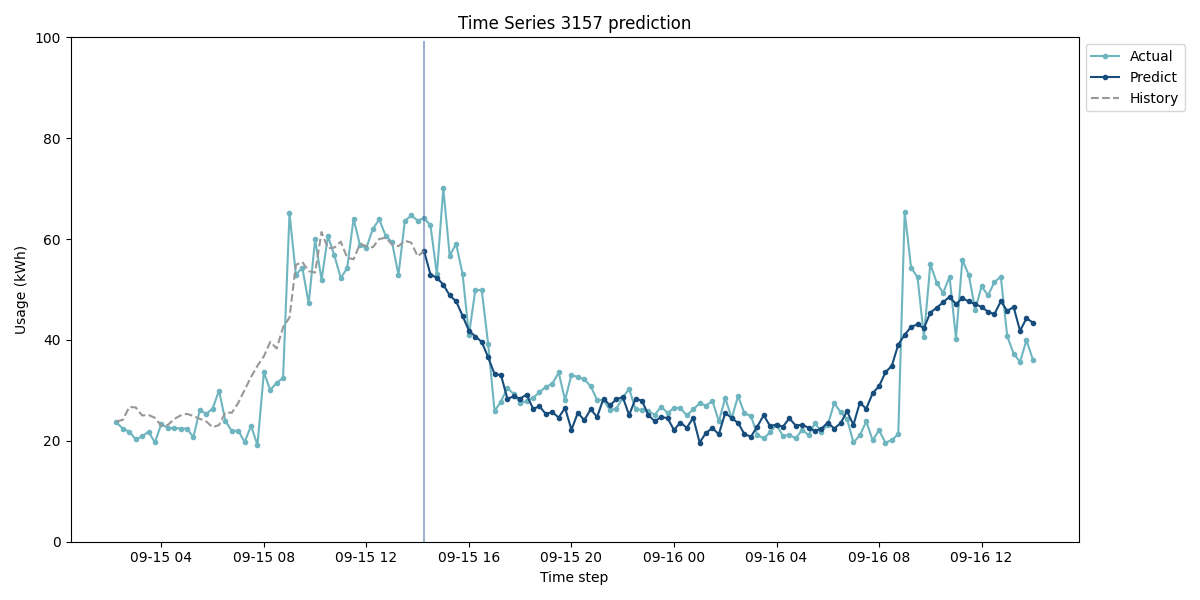 Time Series 3157 prediction
Usage (kWh)
100
80
60
40
20
0
09-15 04
09-15 08
09-15 12
09-15 16
09-15 20
09-16 00
09-16 04
09-16 08
09-16 12
Time step
Actual
Predict
History